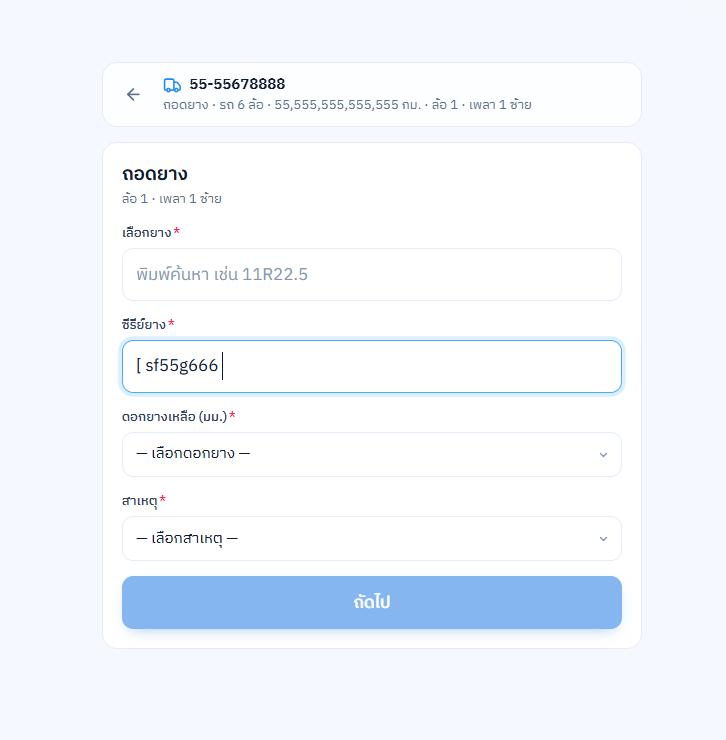 55-55678888
ถอดยาง · รถ 6 ล้อ · 55,555,555,555,555 กม. · ล้อ 1 · เพลา 1 ซ้าย
ถอดยาง
ล้อ 1 · เพลา 1 ซ้าย
เลือกยาง *
พิมพ์ค้นหา เช่น 11R22.5
ซีรีย์ยาง *
[ sf55g666
ดอกยางเหลือ (มม.) *
— เลือกดอกยาง —
สาเหตุ *
— เลือกสาเหตุ —
ถัดไป